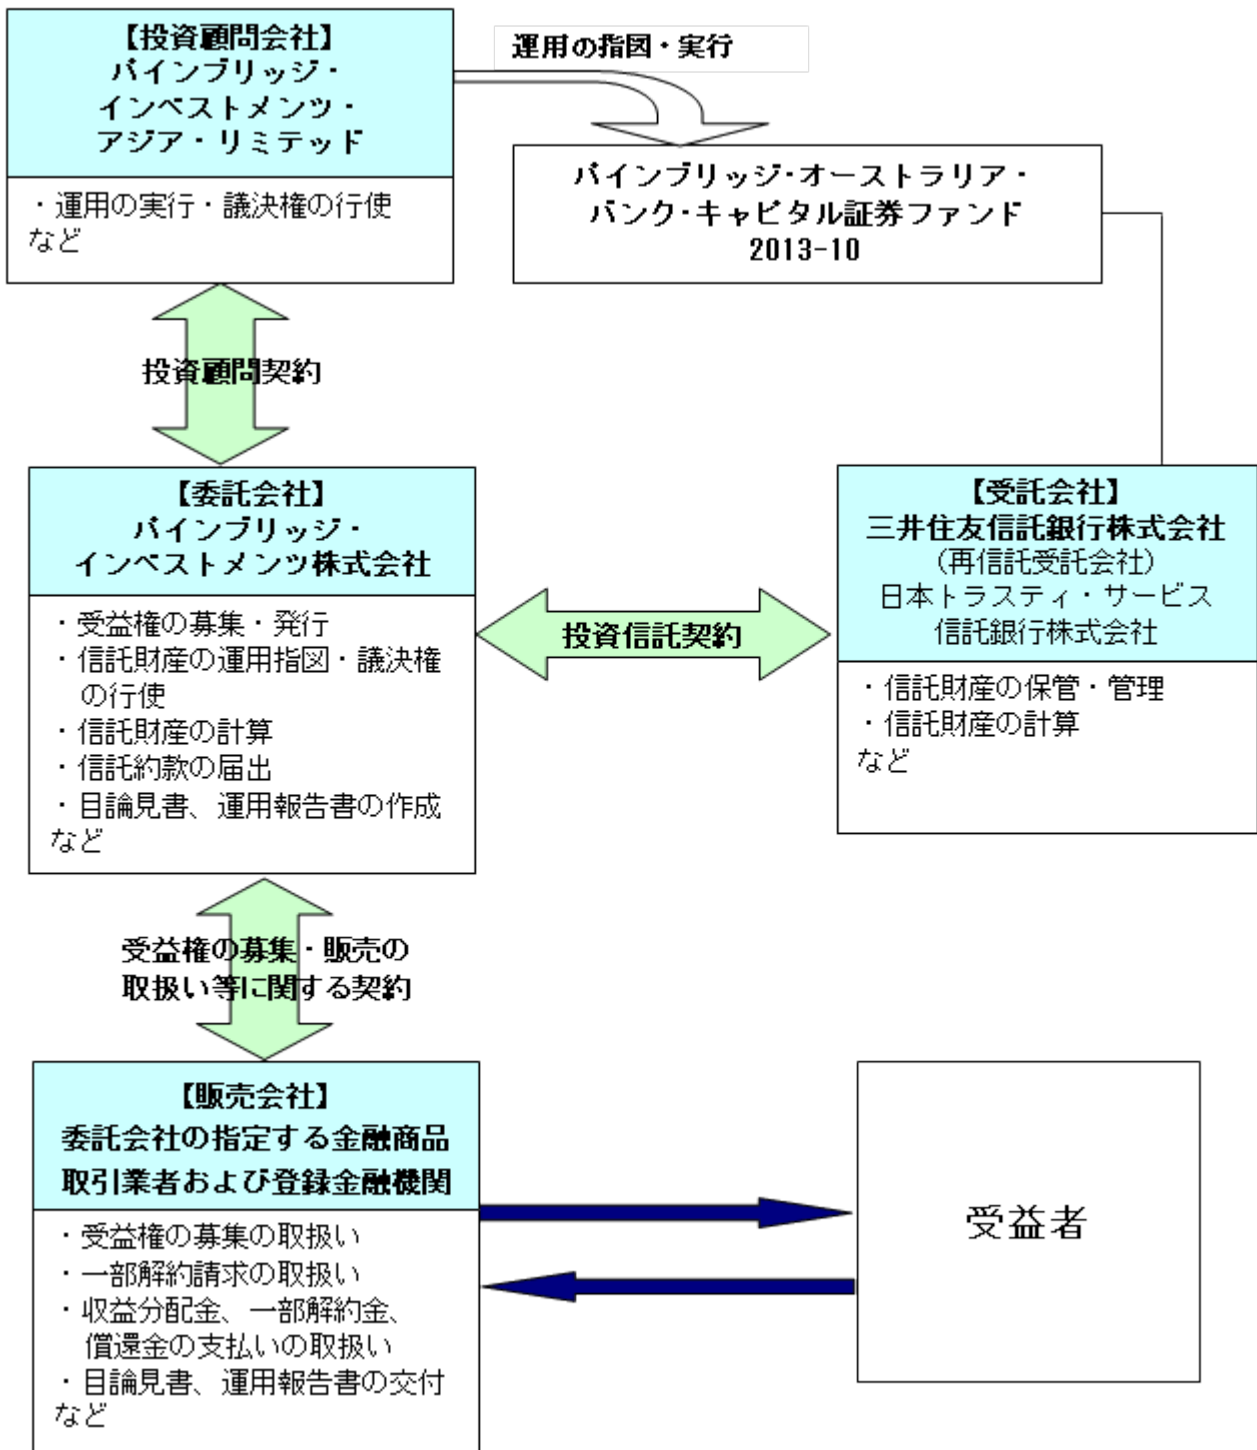 【投資顧問会社】
パインブリッジ・
インベストメンツ・
アジア・リミテッド
・運用の実行・議決権の行使
など
運用の指図・実行
パインブリッジ・オーストラリア・
バンク・キャピタル証券ファンド
2013-10
投資顧問契約
【委託会社】
パインブリッジ・
インベストメンツ株式会社
・受益権の募集・発行
・信託財産の運用指図・議決権
の行使
・信託財産の計算
・信託約款の届出
・目論見書、運用報告書の作成
など
投資信託契約
【受託会社】
三井住友信託銀行株式会社
(再信託受託会社)
日本トラスティ・サービス
信託銀行株式会社
・信託財産の保管・管理
・信託財産の計算
など
受益権の募集・販売の
取扱い等に関する契約
【販売会社】
委託会社の指定する金融商品
取引業者および登録金融機関
・受益権の募集の取扱い
・一部解約請求の取扱い
・収益分配金、一部解約金、
償還金の支払いの取扱い
・目論見書、運用報告書の交付
など
受益者